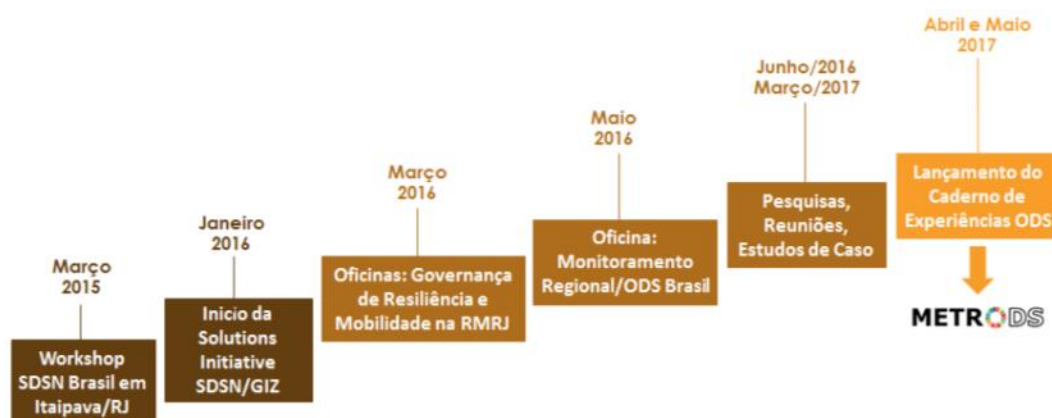 Março
2015
Workshop
SDSN Brasil em
Itaipava/RJ
Janeiro
2016
Inicio da
Solutions
Initiative
SDSN/GIZ
Março
2016
Oficinas: Governança
de Resiliência e
Mobilidade na RMRJ
Maio
2016
Oficina:
Monitoramento
Regional/ODS Brasil
Junho/2016
Março/2017
Pesquisas,
Reuniões,
Estudos de Caso
Abril e Maio
2017
Lançamento do
Caderno de
Experiências ODS
METRODS